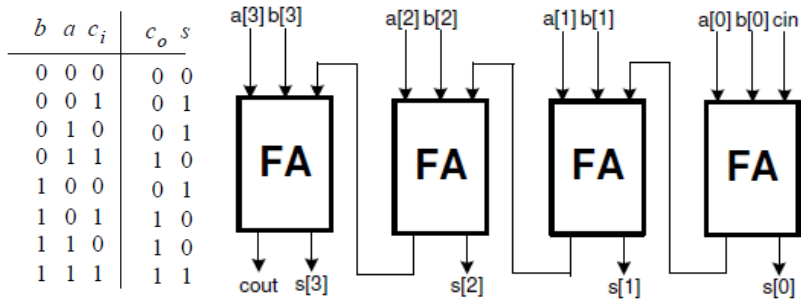 b a c_i c_o s
0 0 0 0 0
0 0 1 0 1
0 1 0 0 1
0 1 1 1 0
1 0 0 0 1
1 0 1 1 0
1 1 0 1 0
1 1 1 1 1
a[3] b[3] a[2] b[2] a[1] b[1] a[0] b[0] cin
FA FA FA FA
cout s[3] s[2] s[1] s[0]